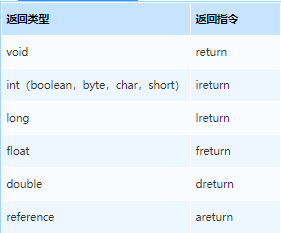 返回类型 返回指令
void return
int（boolean，byte，char，short） ireturn
long lreturn
float freturn
double dreturn
reference areturn